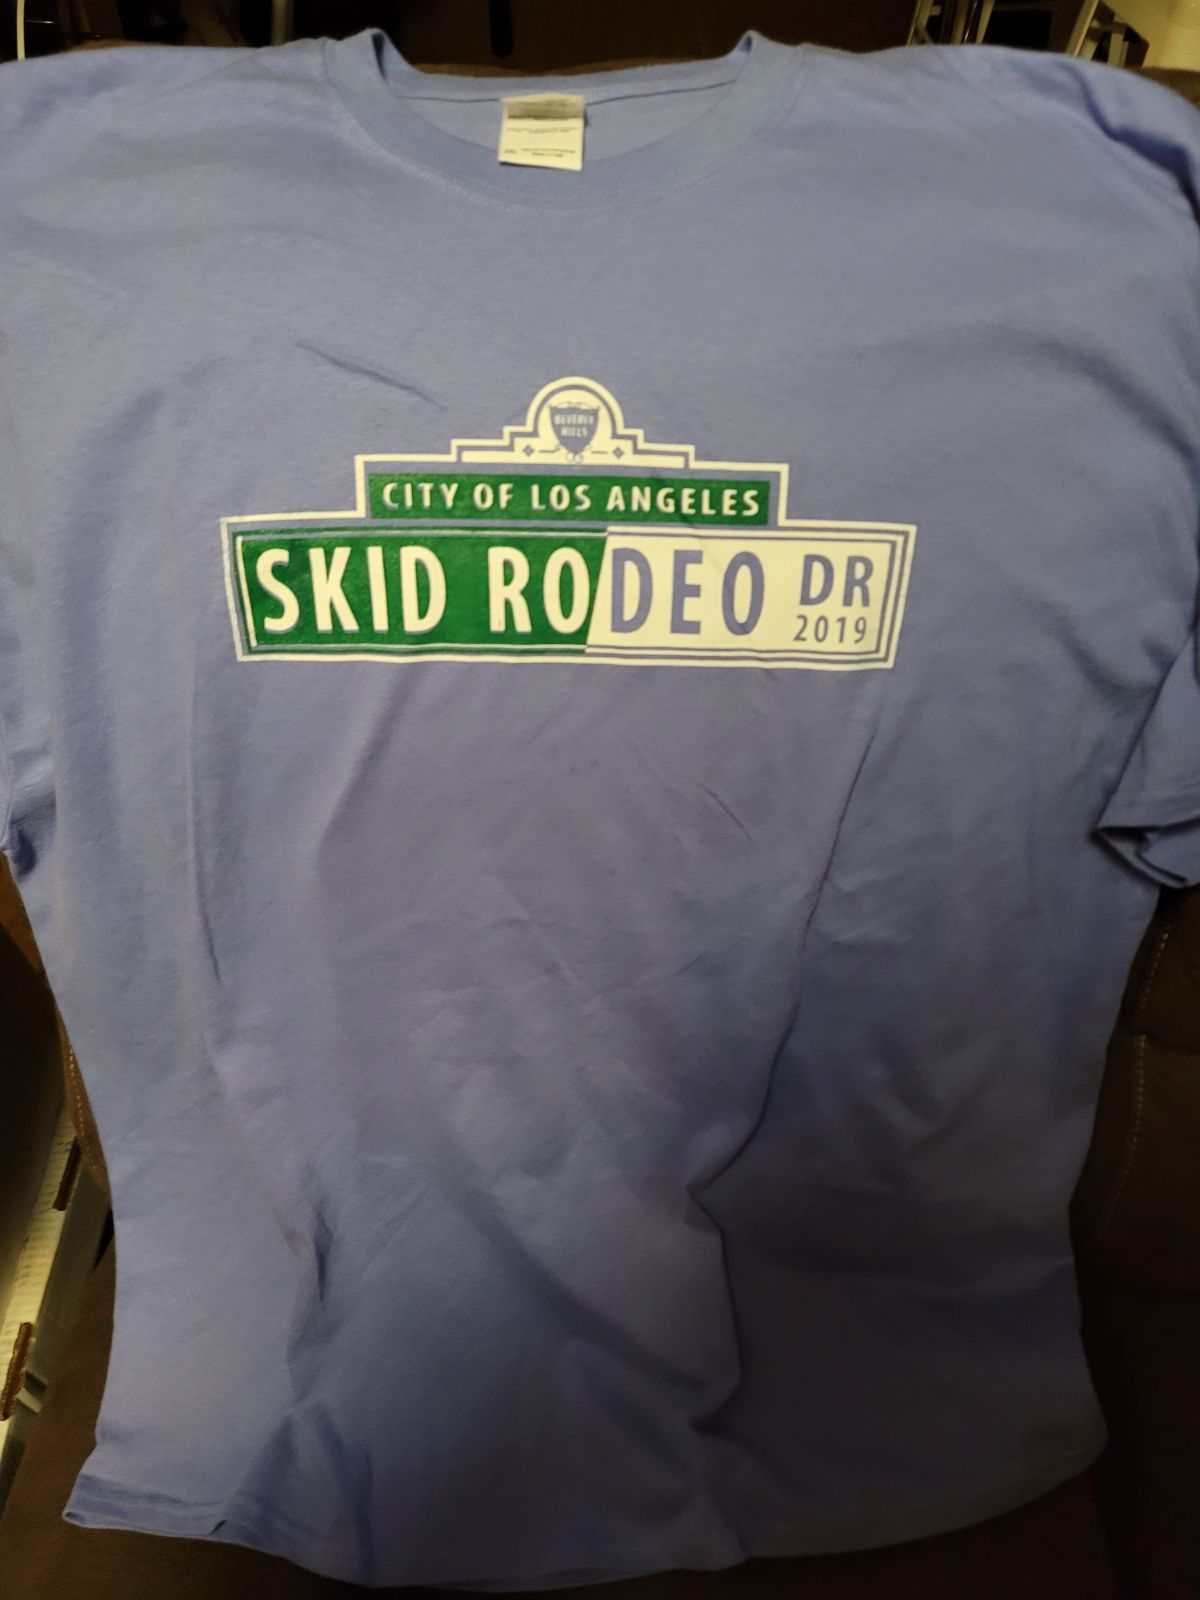 BEVERLY
HILLS
CITY OF LOS ANGELES
SKID RODEO DR
2019